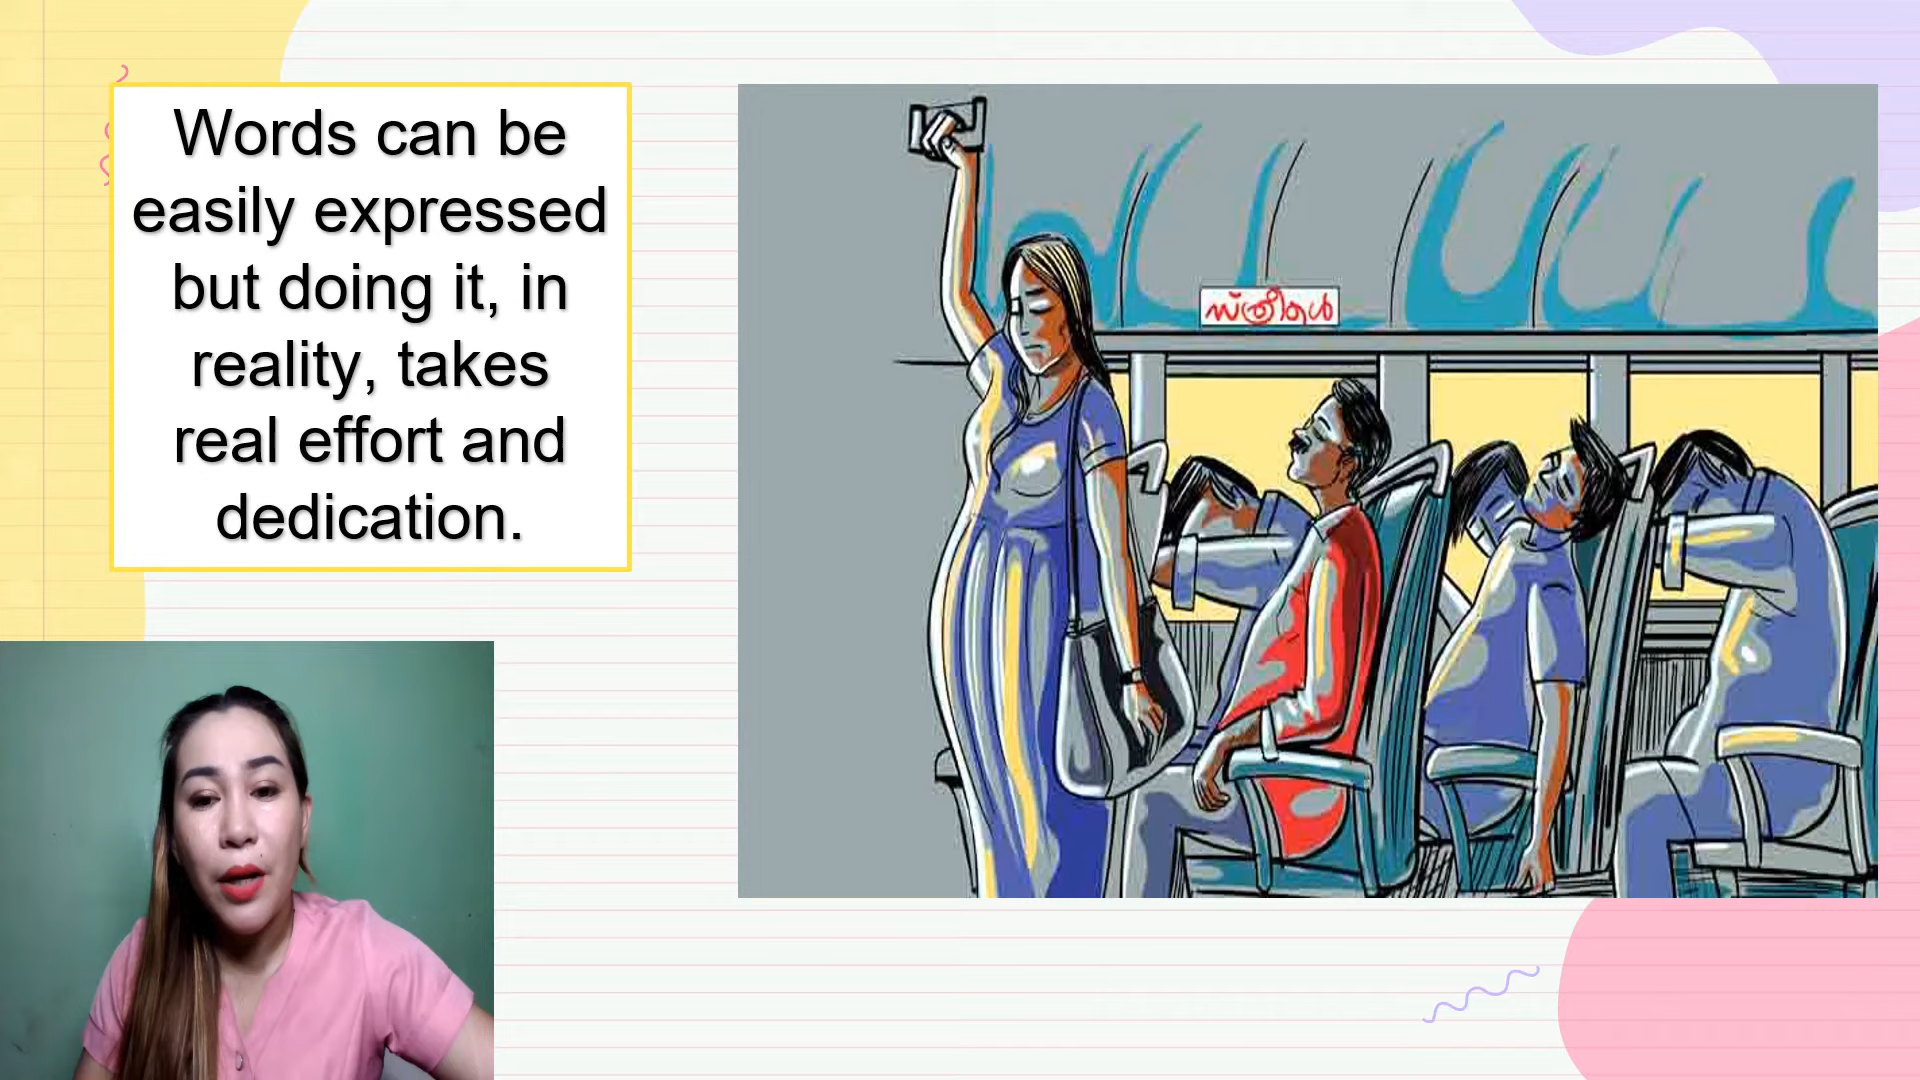 Words can be
easily expressed
but doing it, in
reality, takes
real effort and
dedication.
സ്ത്രീകൾ